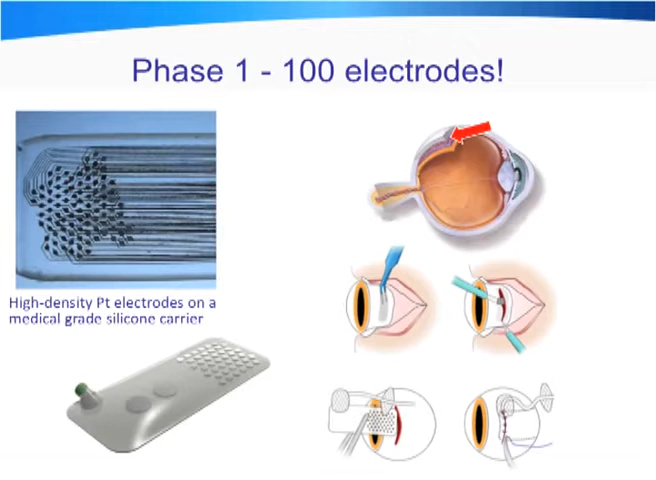 Phase 1 - 100 electrodes!
High-density Pt electrodes on a
medical grade silicone carrier